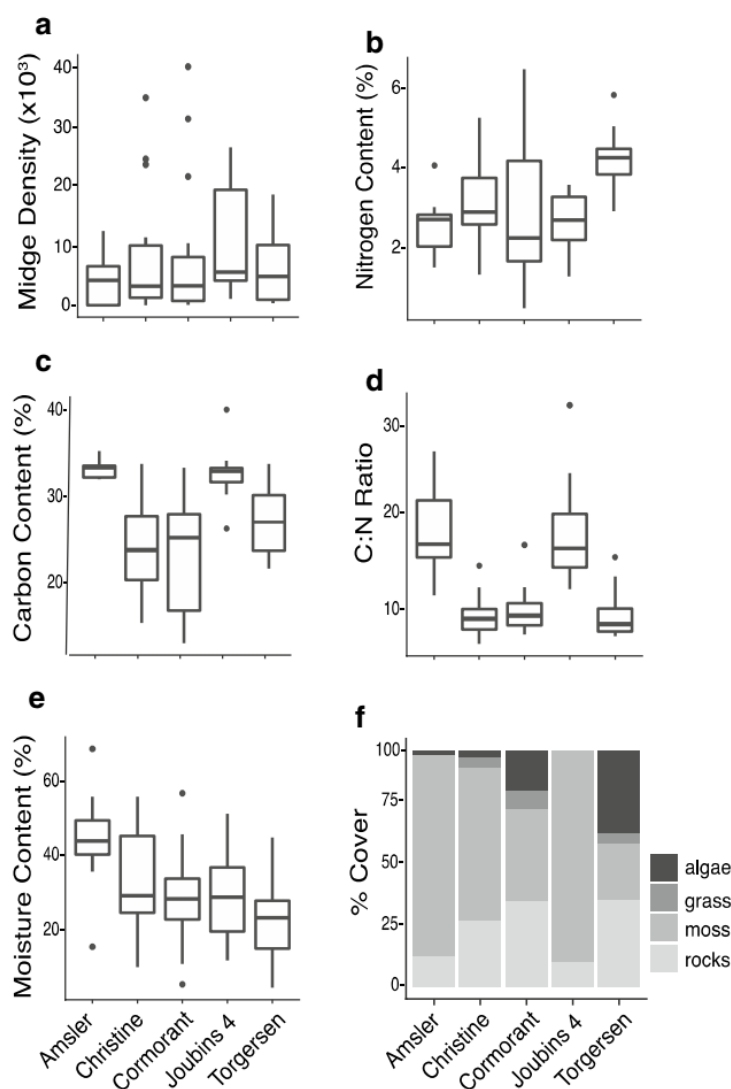 a
Midge Density (x10³)
40
30
20
10
0
b
Nitrogen Content (%)
6
4
2
c
Carbon Content (%)
40
30
20
d
C:N Ratio
30
20
10
e
Moisture Content (%)
60
40
20
Amsler
Christine
Cormorant
Joubins 4
Torgersen
f
% Cover
100
75
50
25
0
Amsler
Christine
Cormorant
Joubins 4
Torgersen
algae
grass
moss
rocks